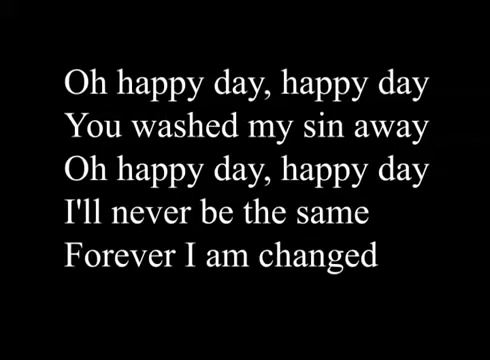 Oh happy day, happy day
You washed my sin away
Oh happy day, happy day
I'll never be the same
Forever I am changed